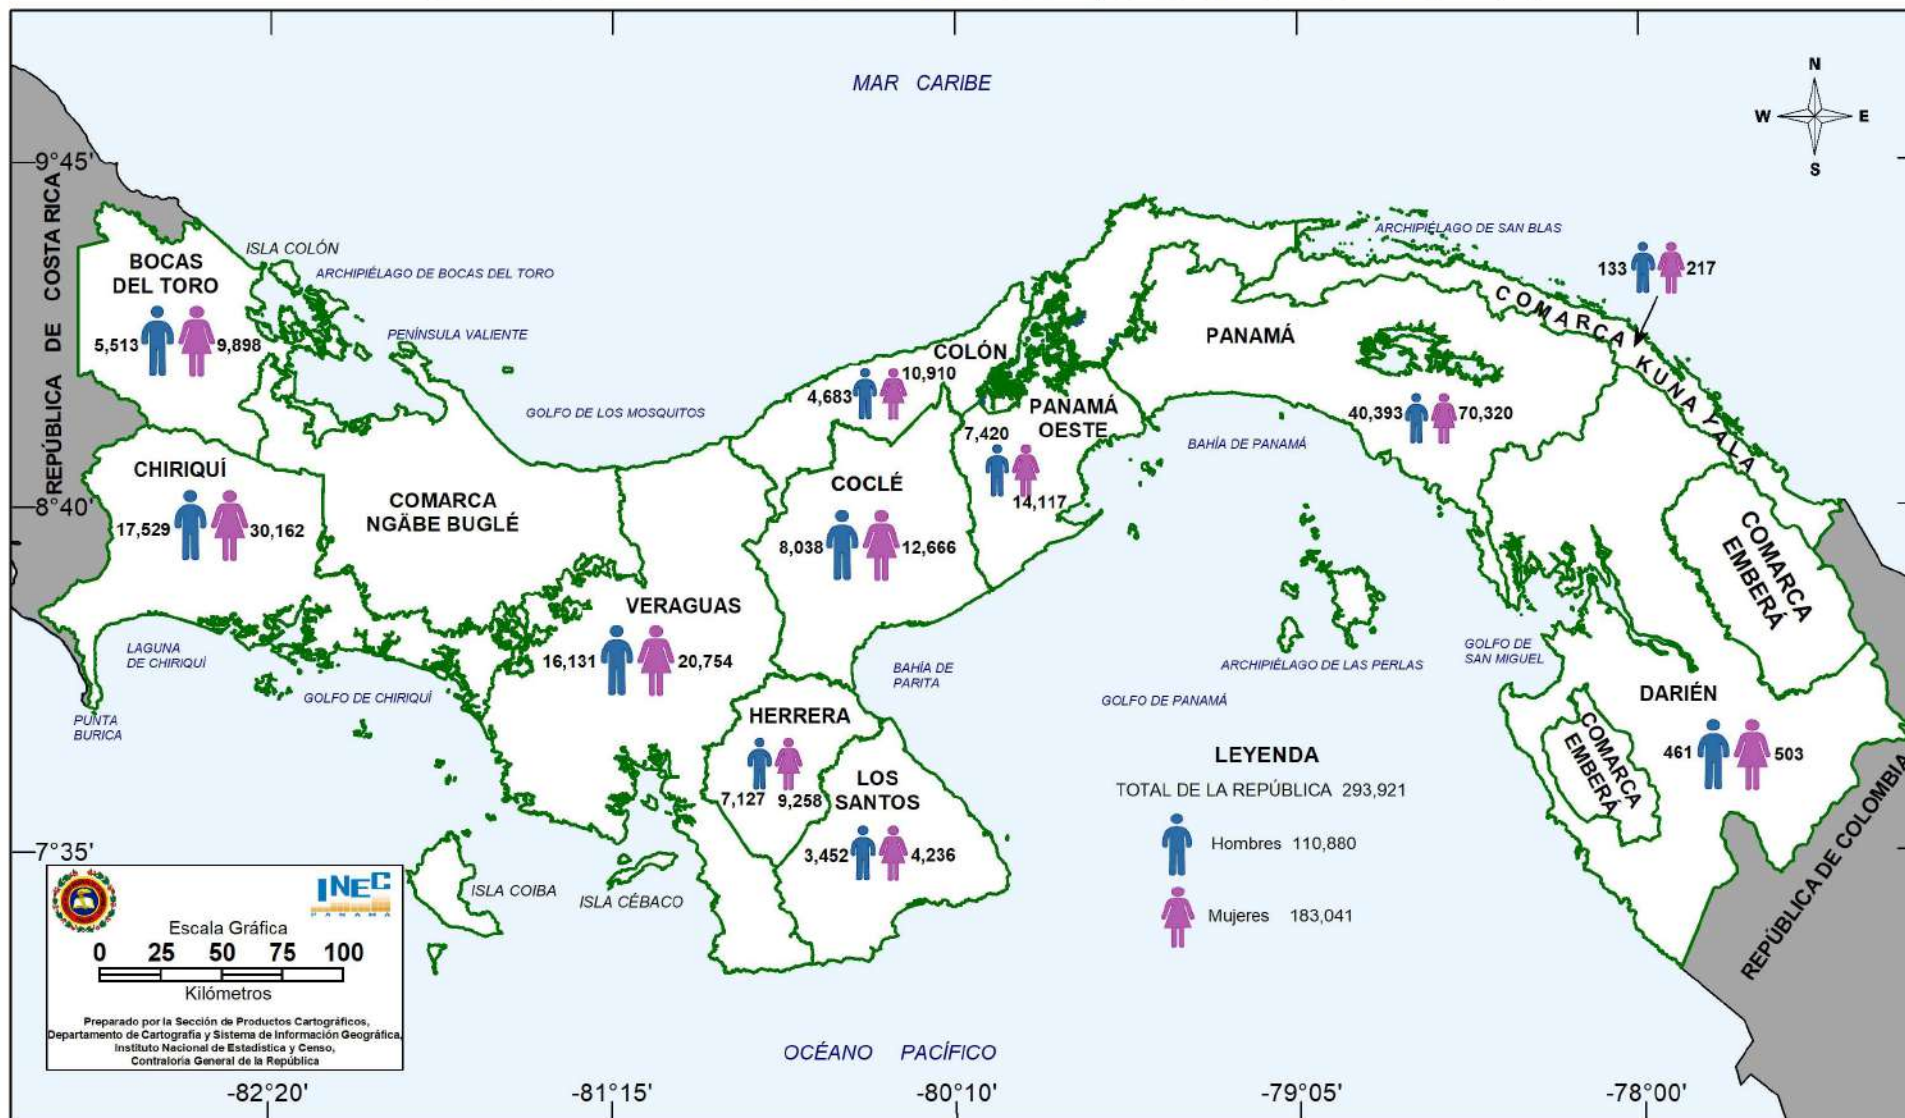 MAR CARIBE
N
W
E
S
9°45'
8°40'
7°35'
REPÚBLICA DE COSTA RICA
BOCAS
DEL TORO
5,513
9,898
ISLA COLÓN
ARCHIPIÉLAGO DE BOCAS DEL TORO
PENÍNSULA VALIENTE
GOLFO DE LOS MOSQUITOS
CHIRIQUÍ
17,529
30,162
COMARCA
NGÄBE BUGLÉ
LAGUNA
DE CHIRIQUÍ
GOLFO DE CHIRIQUÍ
PUNTA
BURICA
VERAGUAS
16,131
20,754
COLÓN
4,683
10,910
COCLÉ
8,038
12,666
PANAMÁ
OESTE
7,420
14,117
PANAMÁ
40,393
70,320
BAHÍA DE PANAMÁ
ARCHIPIÉLAGO DE SAN BLAS
133
217
COMARCA KUNA YALA
COMARCA
EMBERÁ
HERRERA
7,127
9,258
LOS
SANTOS
3,452
4,236
BAHÍA DE
PARITA
ARCHIPIÉLAGO DE LAS PERLAS
GOLFO DE PANAMÁ
GOLFO DE
SAN MIGUEL
DARIÉN
461
503
COMARCA
EMBERÁ
REPÚBLICA DE COLOMBIA
LEYENDA
TOTAL DE LA REPÚBLICA 293,921
Hombres 110,880
Mujeres 183,041
ISLA COIBA
ISLA CÉBACO
INEC
PANAMÁ
Escala Gráfica
0 25 50 75 100
Kilómetros
Preparado por la Sección de Productos Cartográficos,
Departamento de Cartografía y Sistema de Información Geográfica,
Instituto Nacional de Estadística y Censo,
Contraloría General de la República
OCÉANO PACÍFICO
-82°20' -81°15' -80°10' -79°05' -78°00'